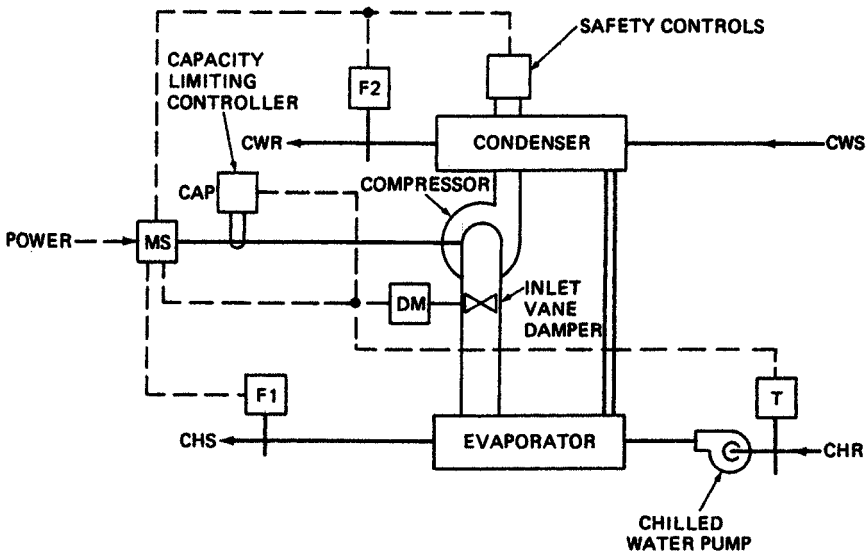 SAFETY CONTROLS
CAPACITY
LIMITING
CONTROLLER
F2
CWR
CONDENSER
CWS
CAP
COMPRESSOR
POWER
MS
DM
INLET
VANE
DAMPER
F1
T
CHS
EVAPORATOR
CHR
CHILLED
WATER PUMP